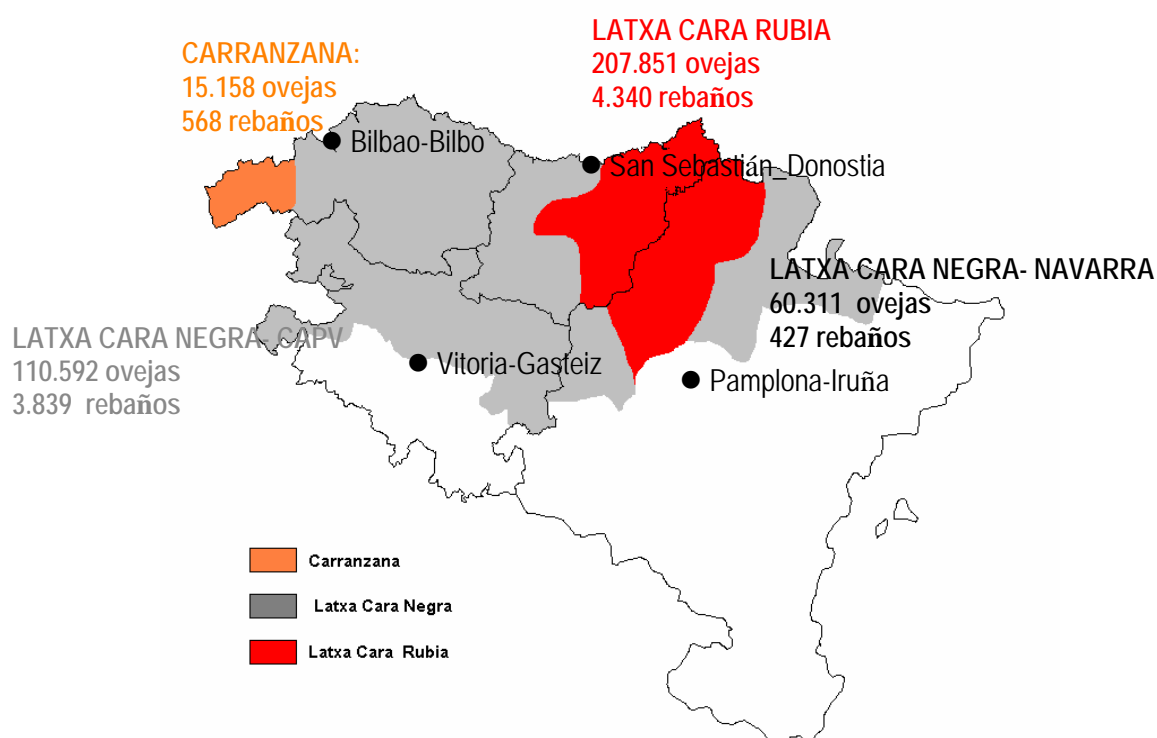 LATXA CARA RUBIA
207.851 ovejas
4.340 rebaños
CARRANZANA:
15.158 ovejas
568 rebaños
Bilbao-Bilbo
San Sebastián_Donostia
LATXA CARA NEGRA- NAVARRA
60.311 ovejas
427 rebaños
LATXA CARA NEGRA- CAPV
110.592 ovejas
3.839 rebaños
Vitoria-Gasteiz
Pamplona-Iruña
Carranzana
Latxa Cara Negra
Latxa Cara Rubia